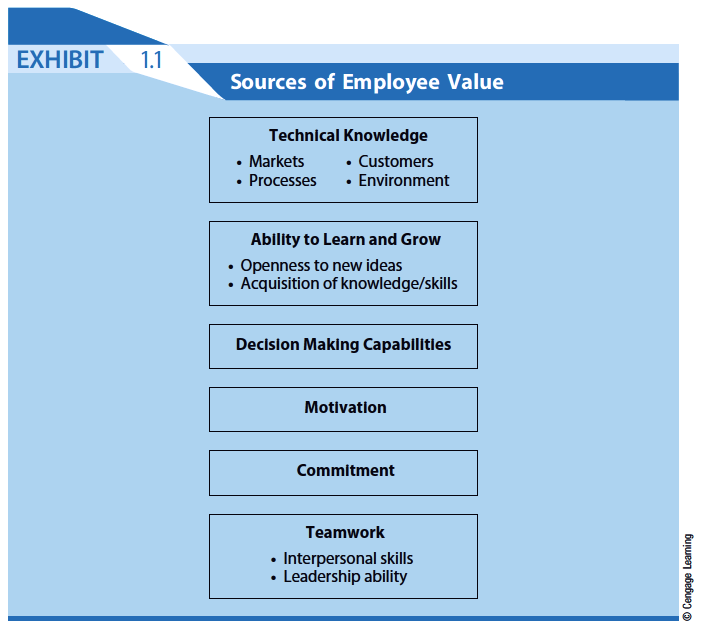 EXHIBIT 1.1
Sources of Employee Value
Technical Knowledge
• Markets • Customers
• Processes • Environment
Ability to Learn and Grow
• Openness to new ideas
• Acquisition of knowledge/skills
Decision Making Capabilities
Motivation
Commitment
Teamwork
• Interpersonal skills
• Leadership ability
© Cengage Learning